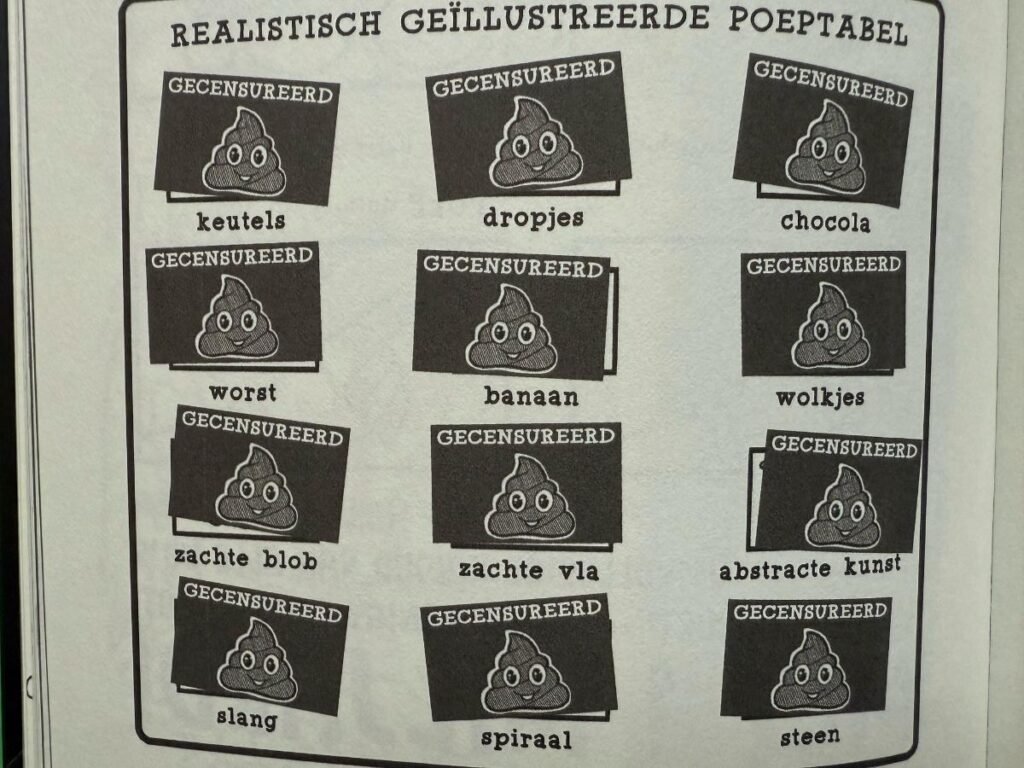 REALISTISCH GEÏLLUSTREERDE POEPTABEL
GECENSUREERD
keutels
GECENSUREERD
dropjes
GECENSUREERD
chocola
GECENSUREERD
worst
GECENSUREERD
banaan
GECENSUREERD
wolkjes
GECENSUREERD
zachte blob
GECENSUREERD
zachte vla
GECENSUREERD
abstracte kunst
GECENSUREERD
slang
GECENSUREERD
spiraal
GECENSUREERD
steen